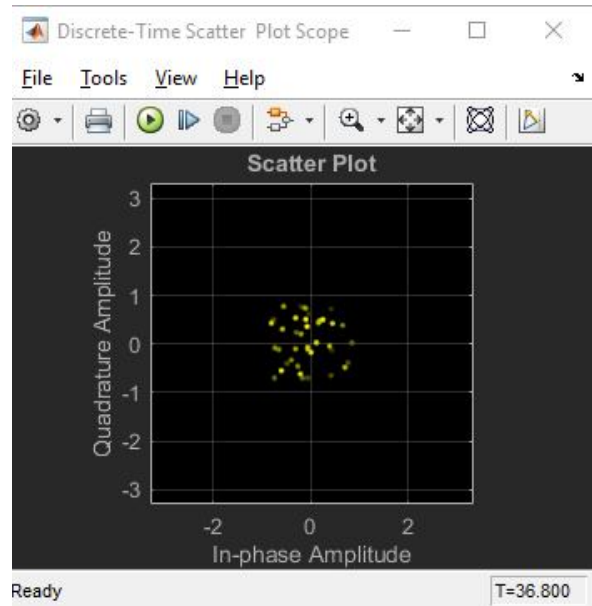 Discrete-Time Scatter Plot Scope
File Tools View Help
Scatter Plot
3
2
1
0
-1
-2
-3
Quadrature Amplitude
-2 0 2
In-phase Amplitude
Ready T=36.800